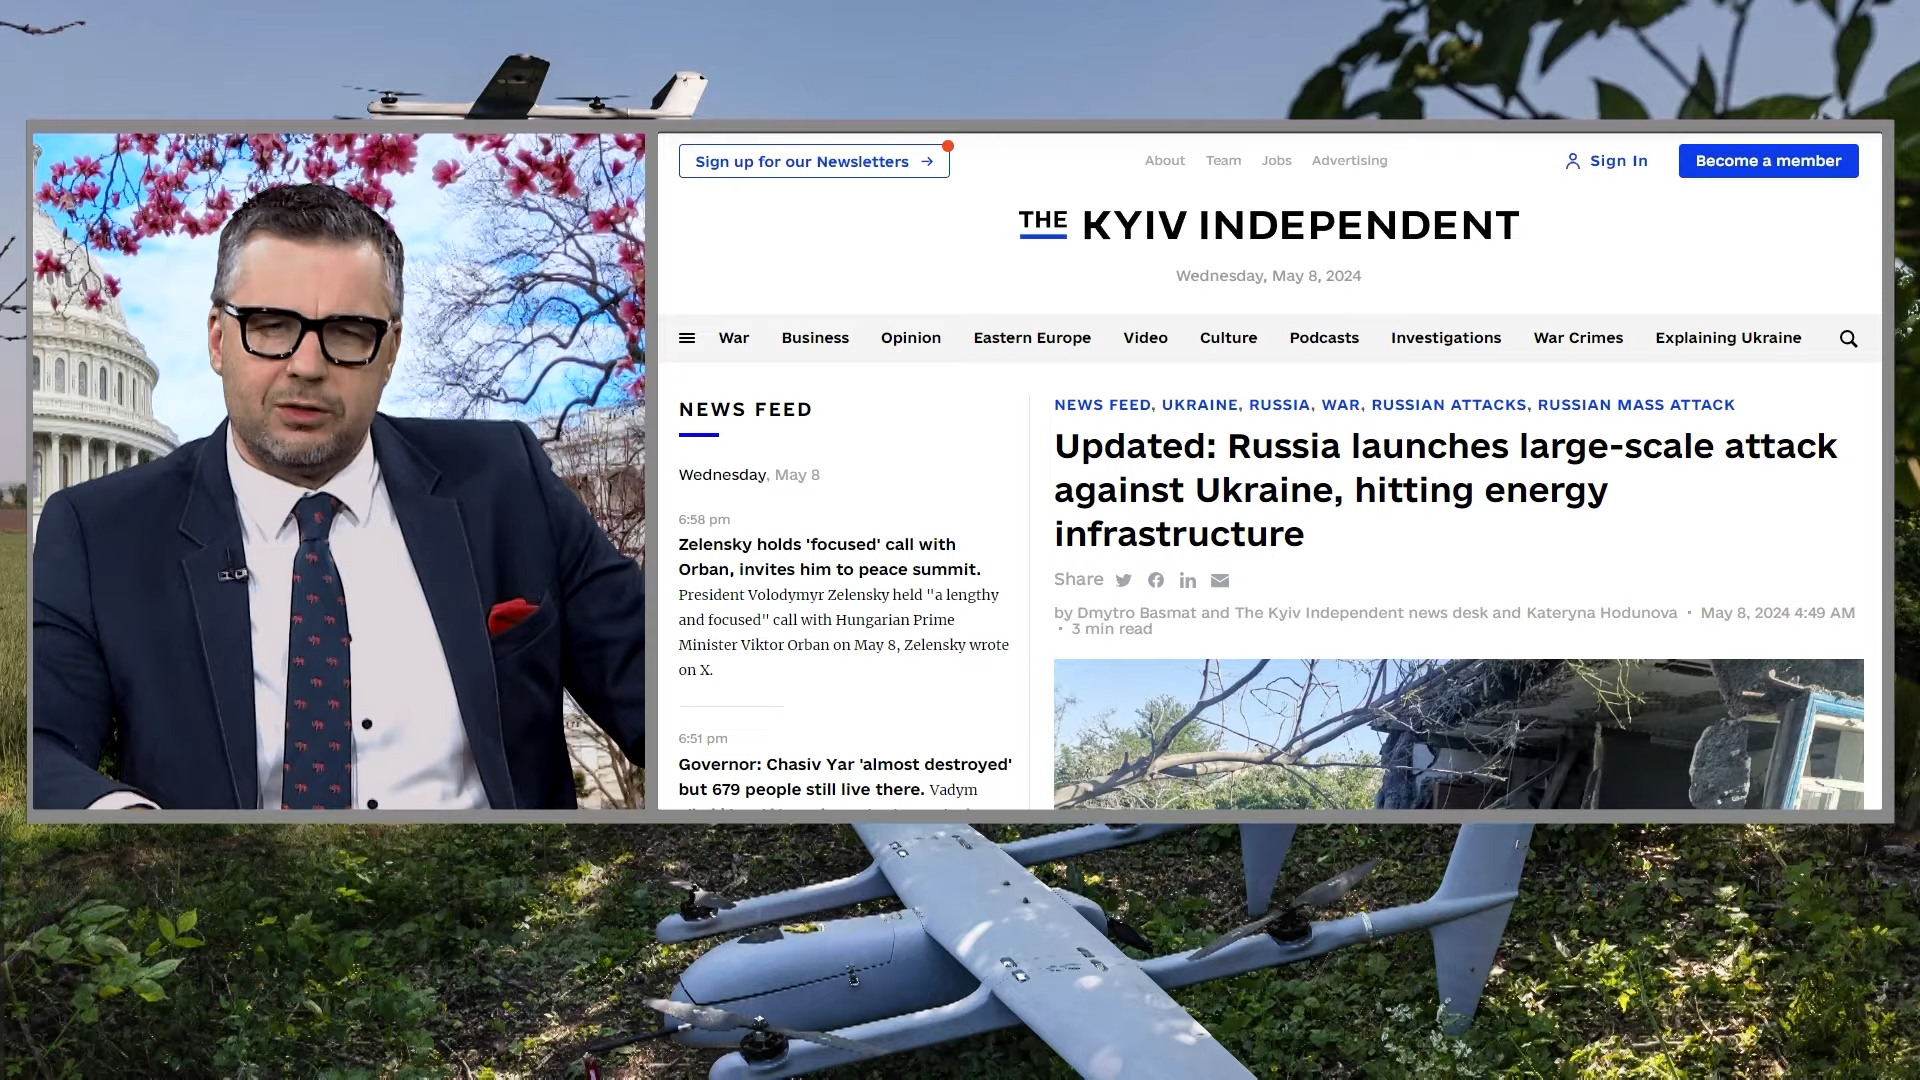 Sign up for our Newsletters →
About Team Jobs Advertising
Sign In
Become a member
THE KYIV INDEPENDENT
Wednesday, May 8, 2024
War Business Opinion Eastern Europe Video Culture Podcasts Investigations War Crimes Explaining Ukraine
NEWS FEED
Wednesday, May 8
6:58 pm
Zelensky holds 'focused' call with
Orban, invites him to peace summit.
President Volodymyr Zelensky held "a lengthy
and focused" call with Hungarian Prime
Minister Viktor Orban on May 8, Zelensky wrote
on X.
6:51 pm
Governor: Chasiv Yar 'almost destroyed'
but 679 people still live there. Vadym
NEWS FEED, UKRAINE, RUSSIA, WAR, RUSSIAN ATTACKS, RUSSIAN MASS ATTACK
Updated: Russia launches large-scale attack
against Ukraine, hitting energy
infrastructure
Share
by Dmytro Basmat and The Kyiv Independent news desk and Kateryna Hodunova · May 8, 2024 4:49 AM
· 3 min read